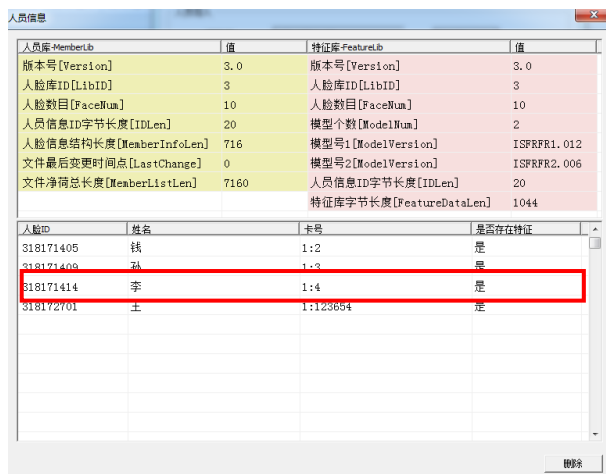 人员信息
人员库-MemberLib 值 特征库-FeatureLib 值
版本号[Version] 3.0 版本号[Version] 3.0
人脸库ID[LibID] 3 人脸库ID[LibID] 3
人脸数目[FaceNum] 10 人脸数目[FaceNum] 10
人员信息ID字节长度[IDLen] 20 模型个数[ModelNum] 2
人脸信息结构长度[MemberInfoLen] 716 模型号1[ModelVersion] ISFRFR1.012
文件最后变更时间点[LastChange] 0 模型号2[ModelVersion] ISFRFR2.006
文件净荷总长度[MemberListLen] 7160 人员信息ID字节长度[IDLen] 20
特征库字节长度[FeatureDataLen] 1044
人脸ID 姓名 卡号 是否存在特征
318171405 钱 1:2 是
318171409 孙 1:3 是
318171414 李 1:4 是
318172701 王 1:123654 是
删除